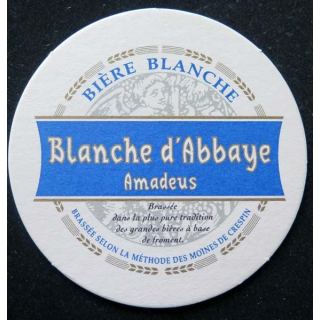 BIÈRE BLANCHE
Blanche d'Abbaye
Amadeus
Brassée
dans la plus pure tradition
des grandes bières à base
de froment.
BRASSÉE SELON LA MÉTHODE DES MOINES DE CRESPIN